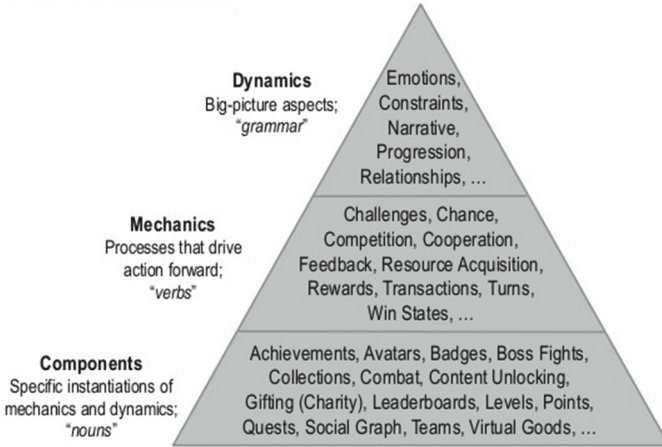 Dynamics
Big-picture aspects;
"grammar"
Emotions,
Constraints,
Narrative,
Progression,
Relationships, ...
Mechanics
Processes that drive
action forward;
"verbs"
Challenges, Chance,
Competition, Cooperation,
Feedback, Resource Acquisition,
Rewards, Transactions, Turns,
Win States, ...
Components
Specific instantiations of
mechanics and dynamics;
"nouns"
Achievements, Avatars, Badges, Boss Fights,
Collections, Combat, Content Unlocking,
Gifting (Charity), Leaderboards, Levels, Points,
Quests, Social Graph, Teams, Virtual Goods, ...